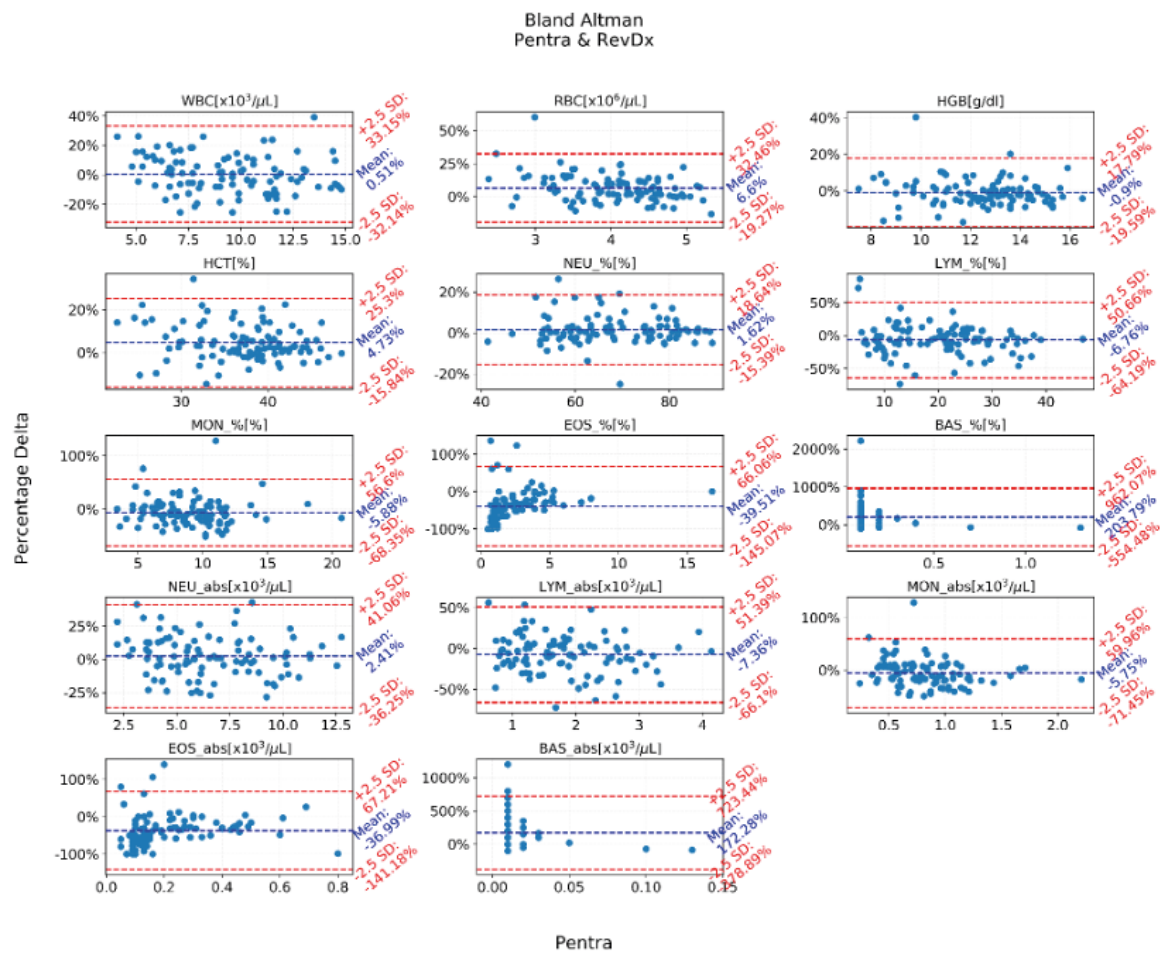 Bland Altman
Pentra & RevDx
WBC[x10³/μL]
40%
20%
0%
-20%
5.0 7.5 10.0 12.5 15.0
+2.5 SD:
33.15%
Mean:
0.51%
-2.5 SD:
-32.14%
RBC[x10⁶/μL]
50%
25%
0%
3 4 5
+2.5 SD:
32.46%
Mean:
6.6%
-2.5 SD:
-19.27%
HGB[g/dl]
40%
20%
0%
8 10 12 14 16
+2.5 SD:
17.79%
Mean:
-0.9%
-2.5 SD:
-19.59%
HCT[%]
20%
0%
30 40
+2.5 SD:
25.3%
Mean:
4.73%
-2.5 SD:
-15.84%
NEU_%[%]
20%
0%
-20%
40 60 80
+2.5 SD:
18.64%
Mean:
1.62%
-2.5 SD:
-15.39%
LYM_%[%]
50%
0%
-50%
10 20 30 40
+2.5 SD:
50.66%
Mean:
-6.76%
-2.5 SD:
-64.19%
Percentage Delta
MON_%[%]
100%
0%
5 10 15 20
+2.5 SD:
56.6%
Mean:
-5.88%
-2.5 SD:
-68.35%
EOS_%[%]
100%
0%
-100%
0 5 10 15
+2.5 SD:
66.06%
Mean:
-39.51%
-2.5 SD:
-145.07%
BAS_%[%]
2000%
1000%
0%
0.5 1.0
+2.5 SD:
962.07%
Mean:
203.79%
-2.5 SD:
-554.48%
NEU_abs[x10³/μL]
25%
0%
-25%
2.5 5.0 7.5 10.0 12.5
+2.5 SD:
41.06%
Mean:
2.41%
-2.5 SD:
-36.25%
LYM_abs[x10³/μL]
50%
0%
-50%
1 2 3 4
+2.5 SD:
51.39%
Mean:
-7.36%
-2.5 SD:
-66.1%
MON_abs[x10³/μL]
100%
0%
0.5 1.0 1.5 2.0
+2.5 SD:
59.96%
Mean:
-5.75%
-2.5 SD:
-71.45%
EOS_abs[x10³/μL]
100%
0%
-100%
0.0 0.2 0.4 0.6 0.8
+2.5 SD:
67.21%
Mean:
-36.99%
-2.5 SD:
-141.18%
BAS_abs[x10³/μL]
1000%
500%
0%
0.00 0.05 0.10 0.15
+2.5 SD:
723.44%
Mean:
172.28%
-2.5 SD:
-378.89%
Pentra